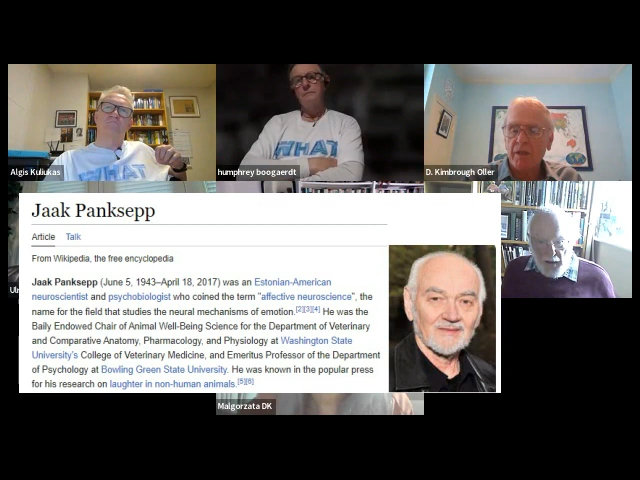 WHAT
WHAT
Algis Kuliukas
humphrey boogaerdt
D. Kimbrough Oller
Jaak Panksepp
Article Talk
From Wikipedia, the free encyclopedia
Jaak Panksepp (June 5, 1943–April 18, 2017) was an Estonian-American
neuroscientist and psychobiologist who coined the term "affective neuroscience", the
name for the field that studies the neural mechanisms of emotion.[2][3][4] He was the
Baily Endowed Chair of Animal Well-Being Science for the Department of Veterinary
and Comparative Anatomy, Pharmacology, and Physiology at Washington State
University's College of Veterinary Medicine, and Emeritus Professor of the Department
of Psychology at Bowling Green State University. He was known in the popular press
for his research on laughter in non-human animals.[5][6]
Malgorzata DK